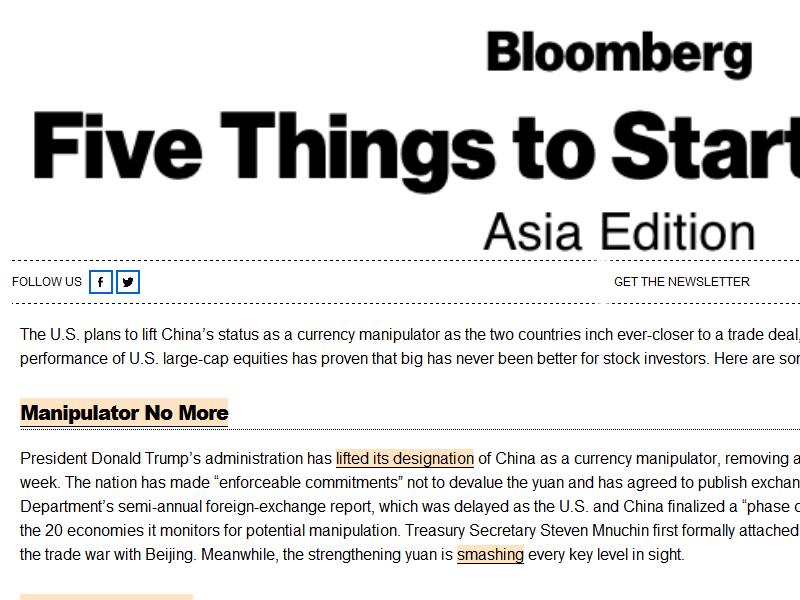 Bloomberg
Five Things to Start
Asia Edition
FOLLOW US
GET THE NEWSLETTER
The U.S. plans to lift China’s status as a currency manipulator as the two countries inch ever-closer to a trade deal,
performance of U.S. large-cap equities has proven that big has never been better for stock investors. Here are
Manipulator No More
President Donald Trump’s administration has lifted its designation of China as a currency manipulator, removing a
week. The nation has made “enforceable commitments” not to devalue the yuan and has agreed to publish
Department’s semi-annual foreign-exchange report, which was delayed as the U.S. and China finalized a “phase
the 20 economies it monitors for potential manipulation. Treasury Secretary Steven Mnuchin first formally attached
the trade war with Beijing. Meanwhile, the strengthening yuan is smashing every key level in sight.